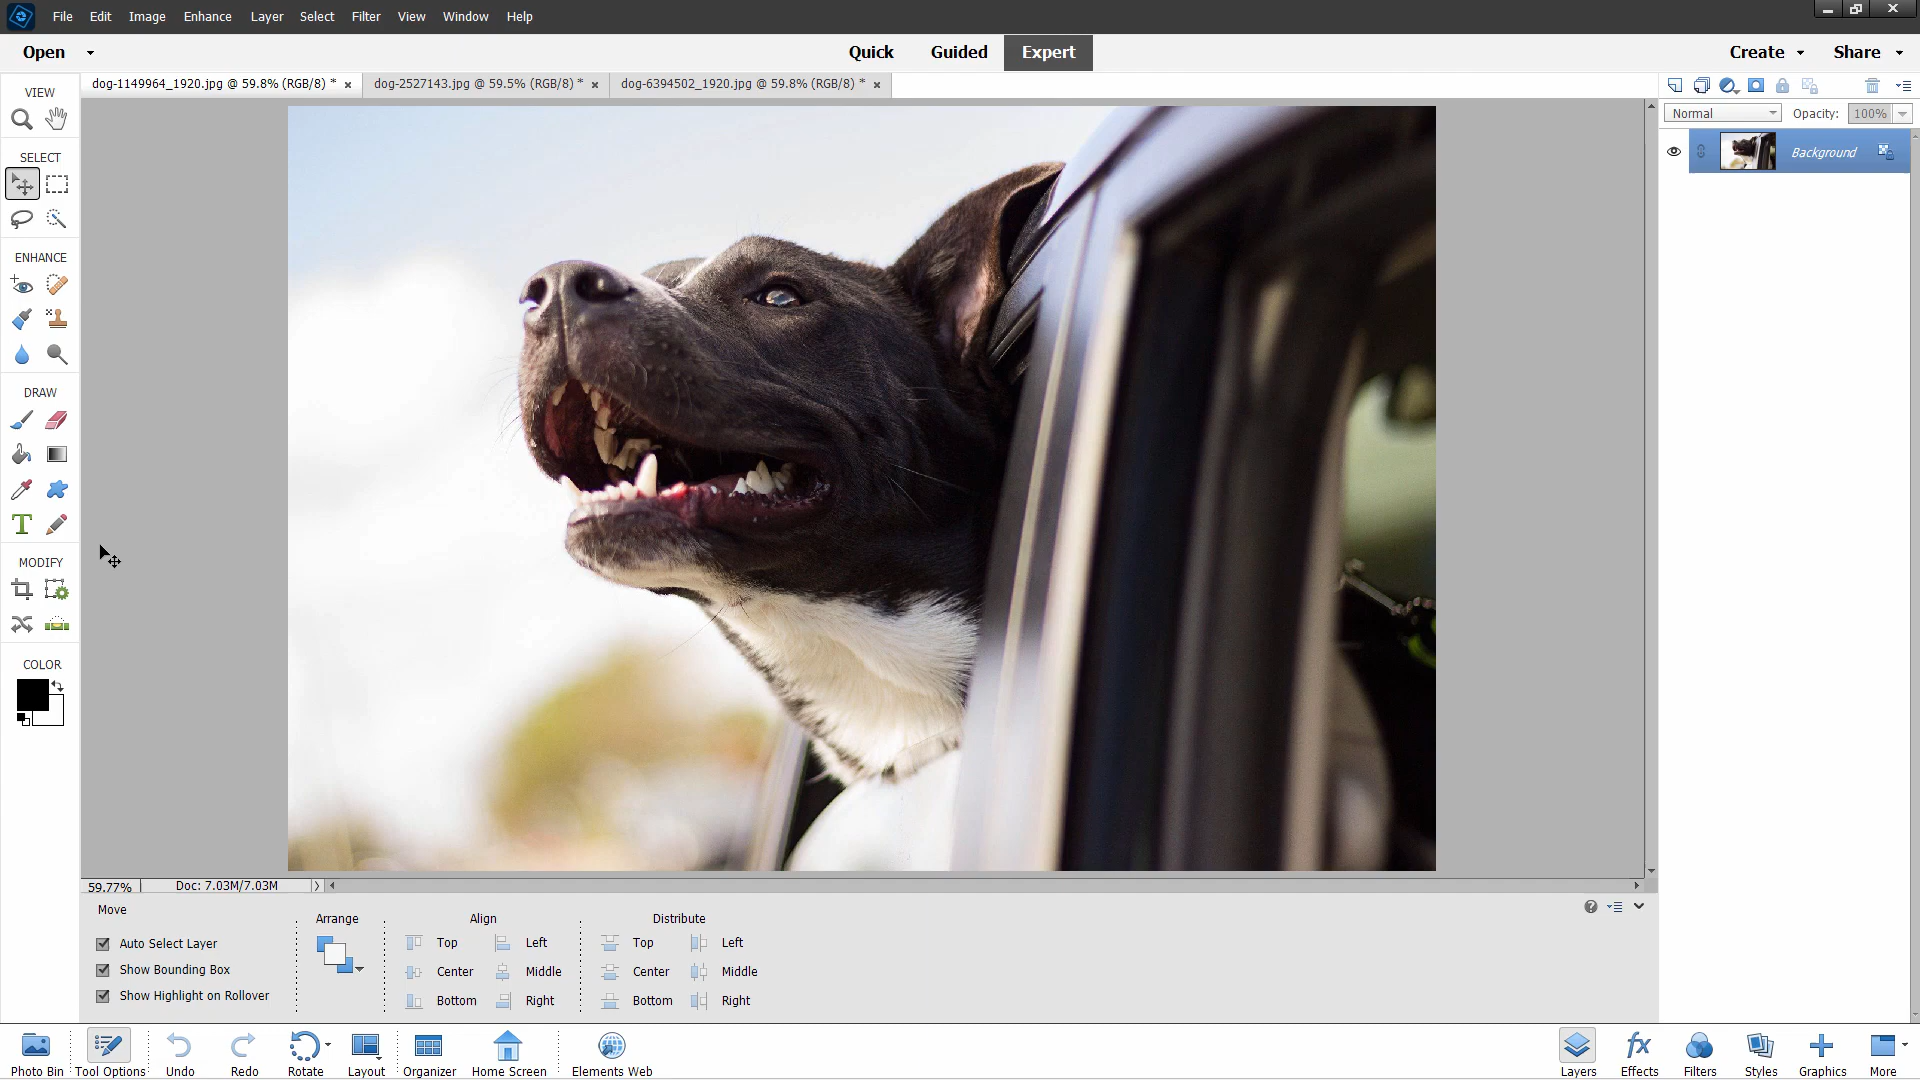 File Edit Image Enhance Layer Select Filter View Window Help
Open Quick Guided Expert Create Share
dog-1149964_1920.jpg @ 59.8% (RGB/8) * dog-2527143.jpg @ 59.5% (RGB/8) * dog-6394502_1920.jpg @ 59.8% (RGB/8) *
VIEW
Normal Opacity: 100%
SELECT
Background
ENHANCE
DRAW
T
MODIFY
COLOR
59.77% Doc: 7.03M/7.03M
Move
Arrange Align Distribute
Auto Select Layer Top Left Top Left
Show Bounding Box Center Middle Center Middle
Show Highlight on Rollover Bottom Right Bottom Right
fx
Photo Bin Tool Options Undo Redo Rotate Layout Organizer Home Screen Elements Web Layers Effects Filters Styles Graphics More